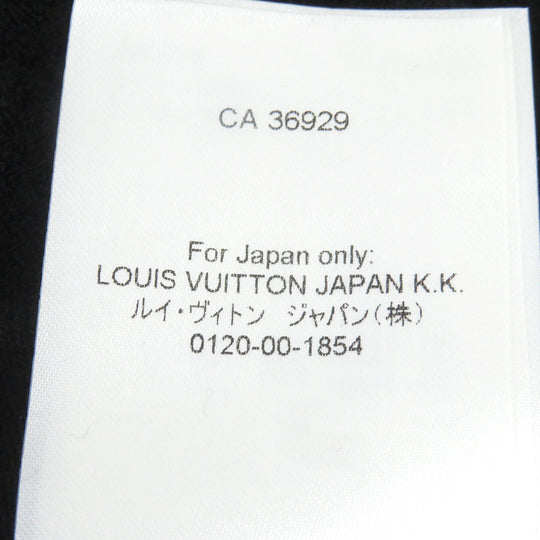 CA 36929
For Japan only:
LOUIS VUITTON JAPAN K.K.
ルイ・ヴィトン ジャパン(株)
0120-00-1854